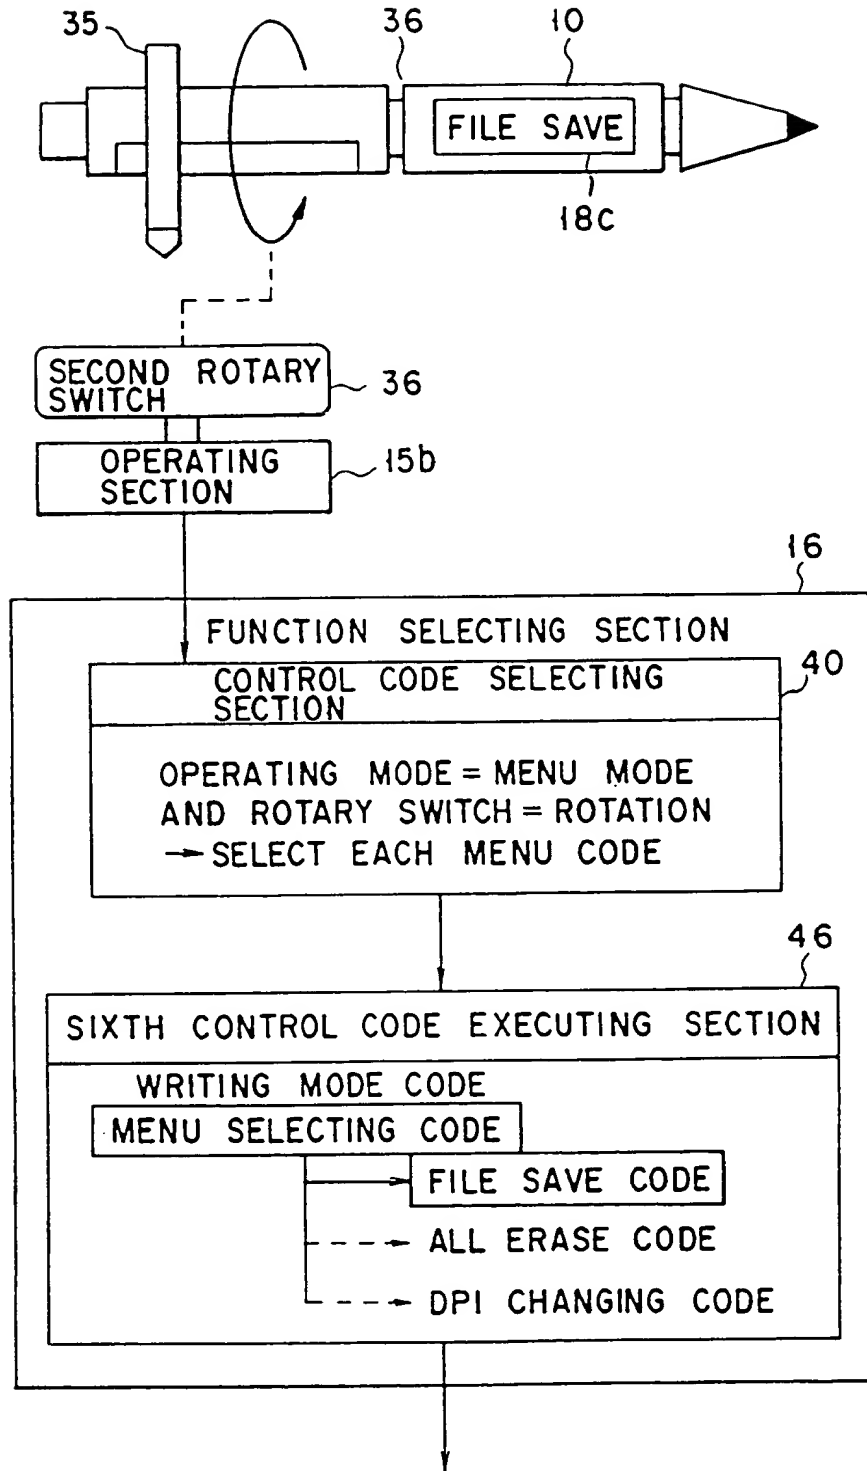 35
36
10
FILE SAVE
18c
SECOND ROTARY
SWITCH
36
OPERATING
SECTION
15b
16
FUNCTION SELECTING SECTION
40
CONTROL CODE SELECTING
SECTION
OPERATING MODE = MENU MODE
AND ROTARY SWITCH = ROTATION
→ SELECT EACH MENU CODE
46
SIXTH CONTROL CODE EXECUTING SECTION
WRITING MODE CODE
MENU SELECTING CODE
FILE SAVE CODE
ALL ERASE CODE
DPI CHANGING CODE